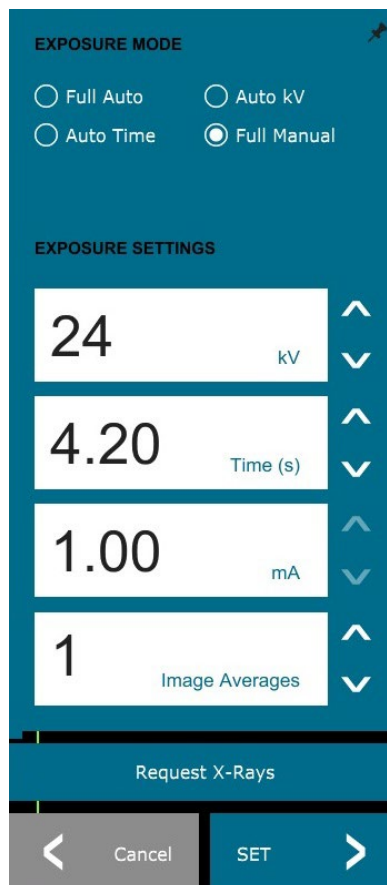 EXPOSURE MODE
Full Auto Auto kV
Auto Time Full Manual
EXPOSURE SETTINGS
24 kV
4.20 Time (s)
1.00 mA
1 Image Averages
Request X-Rays
Cancel SET